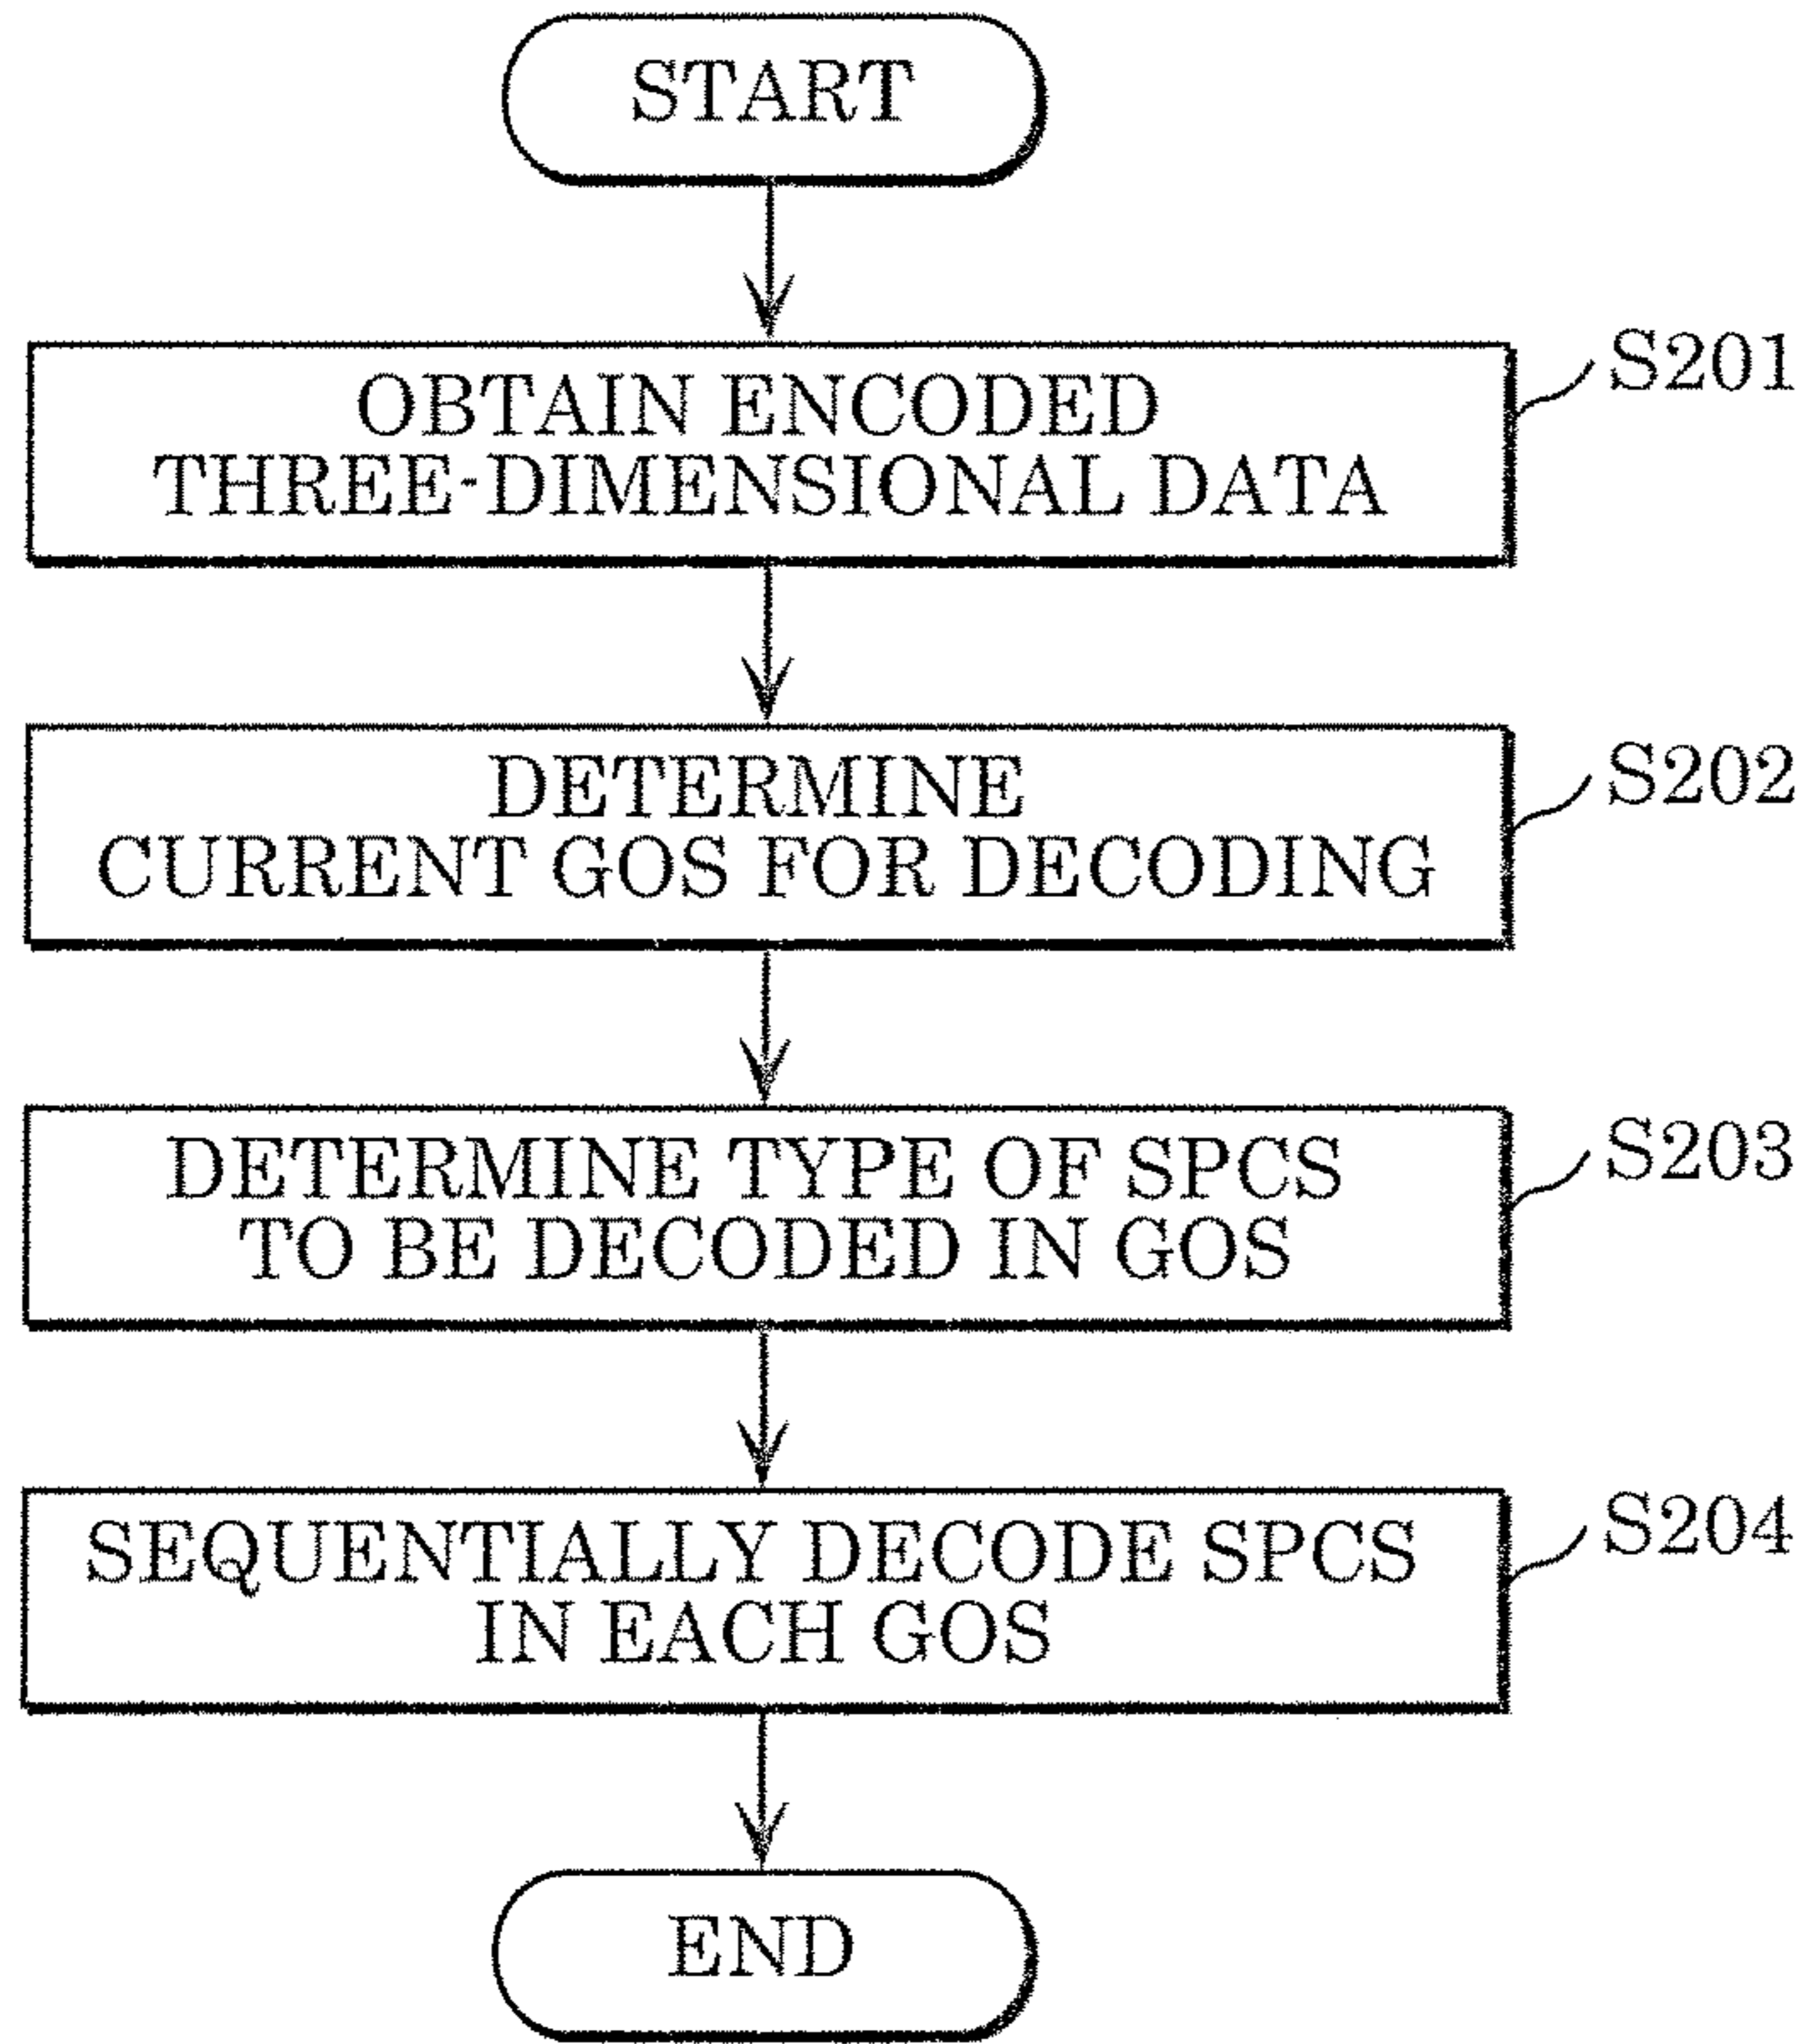 START
OBTAIN ENCODED
THREE-DIMENSIONAL DATA
S201
DETERMINE
CURRENT GOS FOR DECODING
S202
DETERMINE TYPE OF SPCS
TO BE DECODED IN GOS
S203
SEQUENTIALLY DECODE SPCS
IN EACH GOS
S204
END